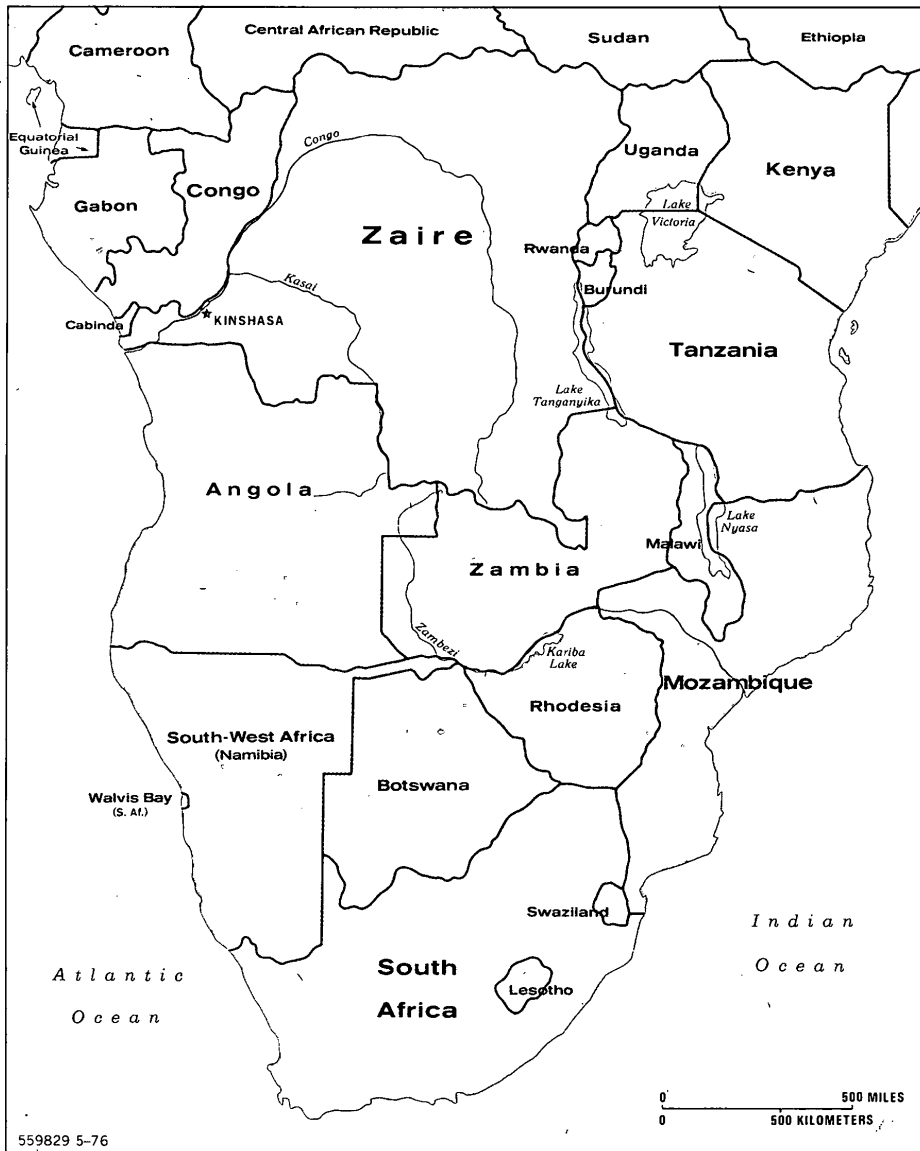 Cameroon
Central African Republic
Sudan
Ethiopia
Equatorial
Guinea
Congo
Uganda
Kenya
Gabon
Congo
Lake
Victoria
Zaire
Rwanda
Kasai
Burundi
Cabinda
KINSHASA
Tanzania
Lake
Tanganyika
Angola
Lake
Nyasa
Malawi
Zambia
Zambezi
Kariba
Lake
Mozambique
Rhodesia
South-West Africa
(Namibia)
Botswana
Walvis Bay
(S. Af.)
Swaziland
Indian
Ocean
South
Africa
Lesotho
Atlantic
Ocean
0 500 MILES
0 500 KILOMETERS
559829 5-76